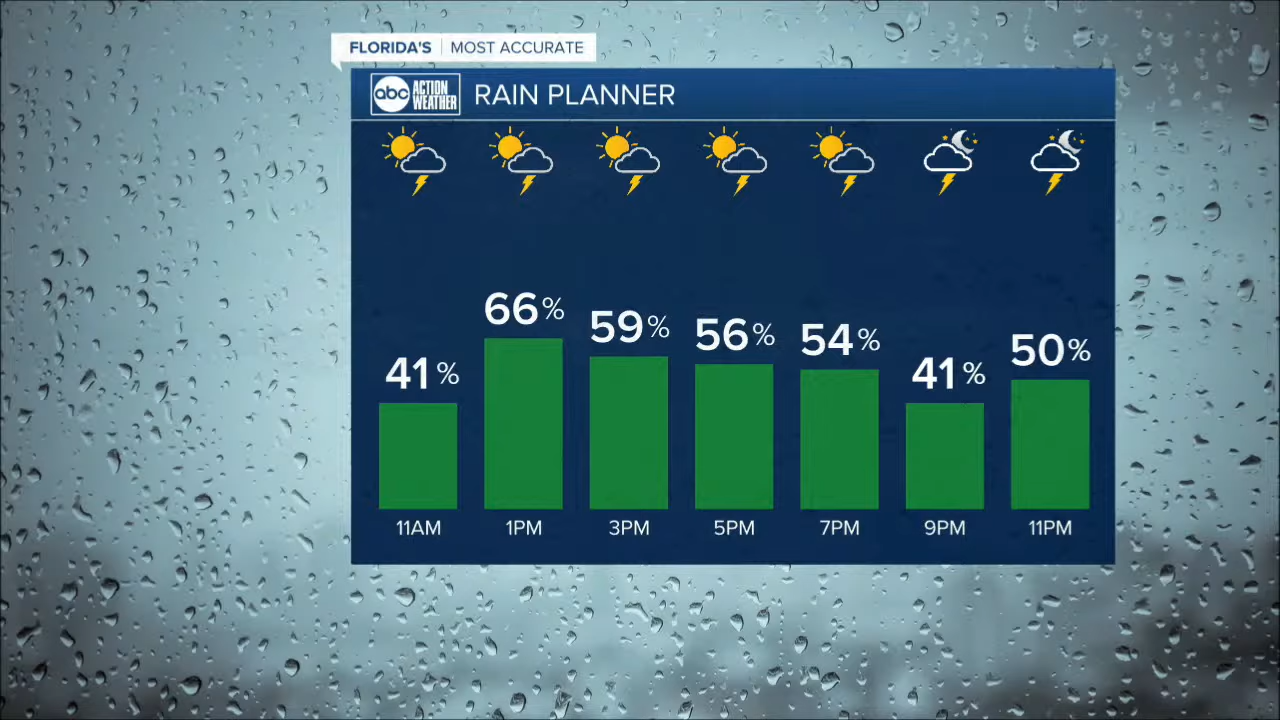 FLORIDA'S MOST ACCURATE
abc ACTION WEATHER RAIN PLANNER
41% 66% 59% 56% 54% 41% 50%
11AM 1PM 3PM 5PM 7PM 9PM 11PM